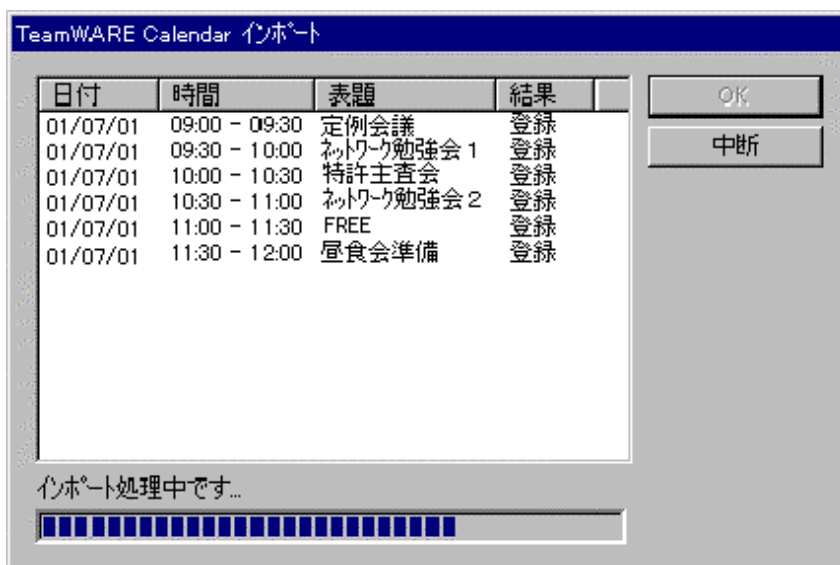 TeamWARE Calendar インポート
日付 時間 表題 結果
OK
中断
01/07/01 09:00 - 09:30 定例会議 登録
01/07/01 09:30 - 10:00 ネットワーク勉強会1 登録
01/07/01 10:00 - 10:30 特許主査会 登録
01/07/01 10:30 - 11:00 ネットワーク勉強会2 登録
01/07/01 11:00 - 11:30 FREE 登録
01/07/01 11:30 - 12:00 昼食会準備 登録
インポート処理中です...